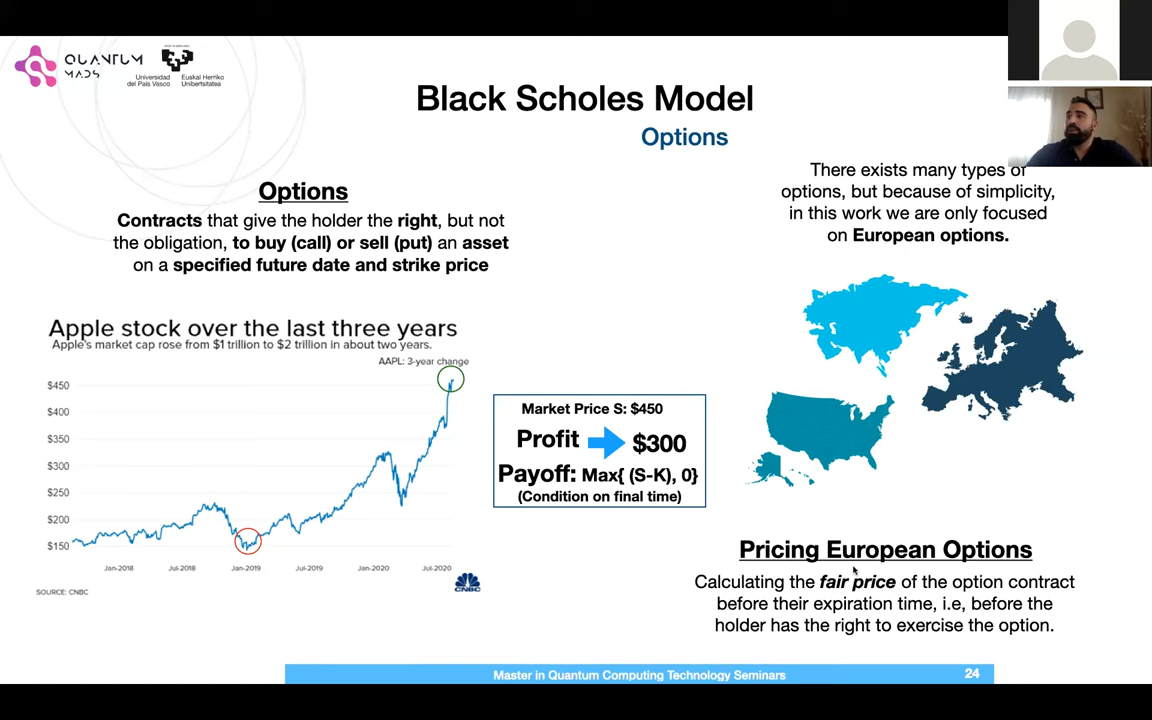 QUANTUM
MADS
Universidad
del País Vasco
Euskal Herriko
Unibertsitatea
Black Scholes Model
Options
Options
Contracts that give the holder the right, but not
the obligation, to buy (call) or sell (put) an asset
on a specified future date and strike price
There exists many types of
options, but because of simplicity,
in this work we are only focused
on European options.
Apple stock over the last three years
Apple's market cap rose from $1 trillion to $2 trillion in about two years.
AAPL: 3-year change
$450
$400
$350
$300
$250
$200
$150
Jan-2018
Jul-2018
Jan-2019
Jul-2019
Jan-2020
Jul-2020
SOURCE: CNBC
CNBC
Market Price S: $450
Profit $300
Payoff: Max{ (S-K), 0}
(Condition on final time)
Pricing European Options
Calculating the fair price of the option contract
before their expiration time, i.e, before the
holder has the right to exercise the option.
Master in Quantum Computing Technology Seminars
24